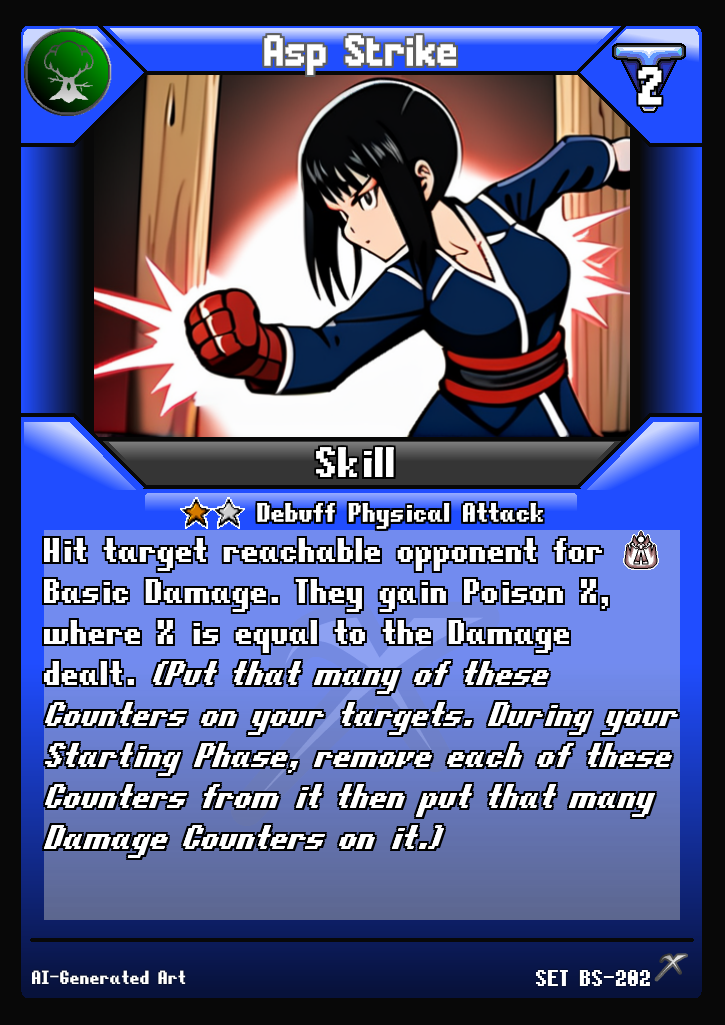 Asp Strike
2
Skill
Debuff Physical Attack
Hit target reachable opponent for
Basic Damage. They gain Poison X,
where X is equal to the Damage
dealt. (Put that many of these
Counters on your targets. During your
Starting Phase, remove each of these
Counters from it then put that many
Damage Counters on it.)
AI-Generated Art
SET BS-202